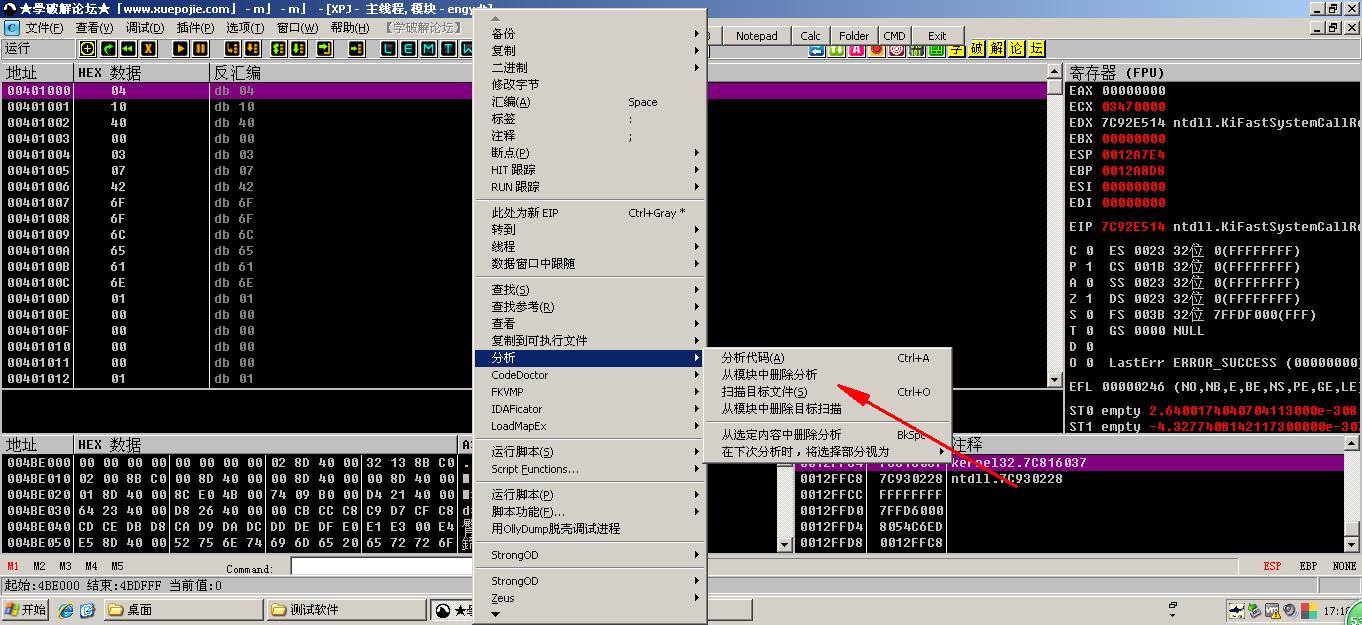 ★学破解论坛★「www.xuepojie.com」- m」 m」 - [XPJ - 主线程, 模块 - engydt]
文件(F) 查看(V) 调试(D) 插件(P) 选项(T) 窗口(W) 帮助(H) 【学破解论坛】
Notepad Calc Folder CMD Exit
运行 L E M T W 字 破 解 论 坛
地址 HEX 数据 反汇编
00401000 04 db 04
00401001 10 db 10
00401002 40 db 40
00401003 00 db 00
00401004 03 db 03
00401005 07 db 07
00401006 42 db 42
00401007 6F db 6F
00401008 6F db 6F
00401009 6C db 6C
0040100A 65 db 65
0040100B 61 db 61
0040100C 6E db 6E
0040100D 01 db 01
0040100E 00 db 00
0040100F 00 db 00
00401010 00 db 00
00401011 00 db 00
00401012 01 db 01
备份
复制
二进制
修改字节
汇编(A) Space
标签 :
注释 ;
断点(P)
HIT 跟踪
RUN 跟踪
此处为新 EIP Ctrl+Gray *
转到
线程
数据窗口中跟随
查找(S)
查找参考(R)
查看
复制到可执行文件
分析
CodeDoctor
FKVMP
IDAFicator
LoadMapEx
运行脚本(S)
Script Functions...
运行脚本(P)
脚本功能(F)...
用OllyDump脱壳调试进程
StrongOD
StrongOD
Zeus
分析代码(A) Ctrl+A
从模块中删除分析
扫描目标文件(S) Ctrl+O
从模块中删除目标扫描
从选定内容中删除分析 BkSpc
在下次分析时，将选择部分视为
寄存器 (FPU)
EAX 00000000
ECX 03470000
EDX 7C92E514 ntdll.KiFastSystemCallRe
EBX 00000000
ESP 0012A7E4
EBP 0012A8D8
ESI 00000000
EDI 00000000
EIP 7C92E514 ntdll.KiFastSystemCallRe
C 0 ES 0023 32位 0(FFFFFFFF)
P 1 CS 001B 32位 0(FFFFFFFF)
A 0 SS 0023 32位 0(FFFFFFFF)
Z 1 DS 0023 32位 0(FFFFFFFF)
S 0 FS 003B 32位 7FFDF000(FFF)
T 0 GS 0000 NULL
D 0
O 0 LastErr ERROR_SUCCESS (00000000)
EFL 00000246 (NO,NB,E,BE,NS,PE,GE,LE)
ST0 empty 2.6400174040704113000e-308
ST1 empty -4.3277408142117300000e-30
地址 HEX 数据
004BE000 00 00 00 00 00 00 00 00 02 8D 40 00 32 13 8B C0
004BE010 02 00 8B C0 00 8D 40 00 00 8D 40 00 00 8D 40 00
004BE020 01 8D 40 00 8C E0 4B 00 74 09 B0 00 D4 21 40 00
004BE030 64 23 40 00 D8 26 40 00 00 CB CC C8 C9 D7 CF C8
004BE040 CD CE DB D8 CA D9 DA DC DD DE DF E0 E1 E3 00 E4
004BE050 E5 8D 40 00 52 75 6E 74 69 6D 65 20 65 72 72 6F
注释
kernel32.7C816037
0012FFC8 7C930228 ntdll.7C930228
0012FFCC FFFFFFFF
0012FFD0 7FFD6000
0012FFD4 8054C6ED
0012FFD8 0012FFC8
M1 M2 M3 M4 M5 Command: ESP EBP NONE
起始:4BE000 结束:4BDFFF 当前值:0
开始 桌面 测试软件 17:18